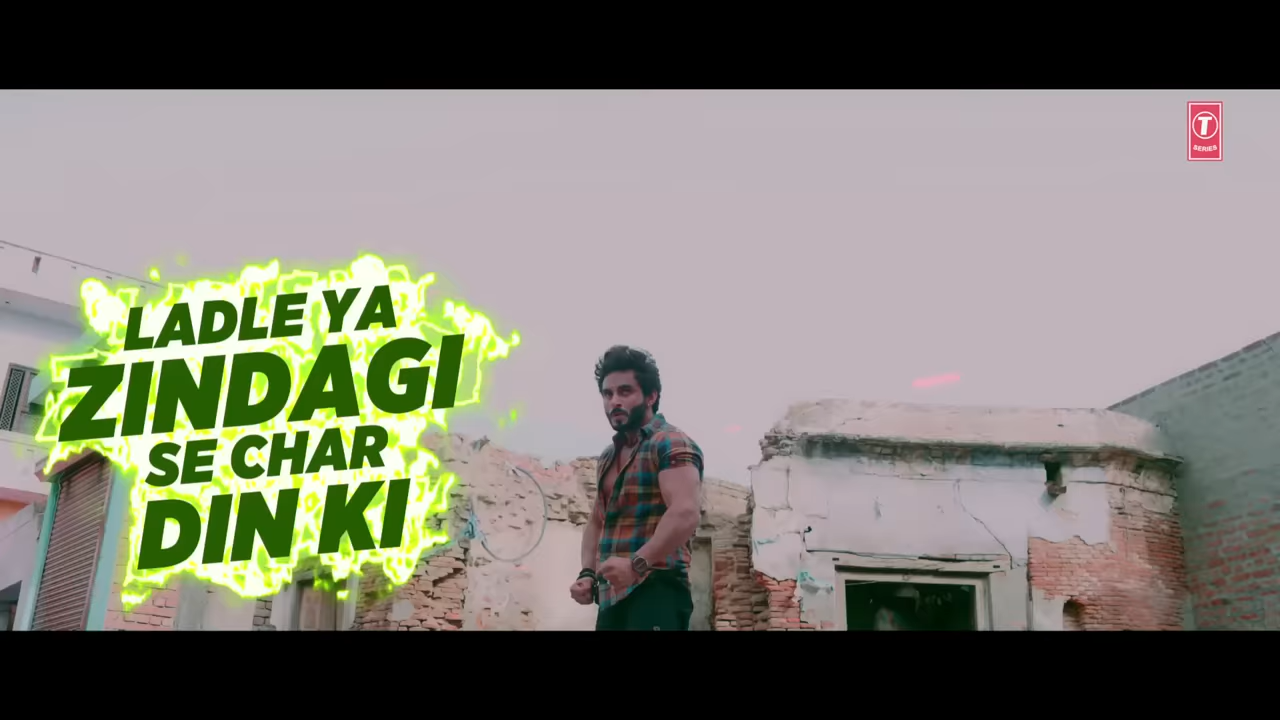 LADLE YA
ZINDAGI
SE CHAR
DIN KI
T
SERIES